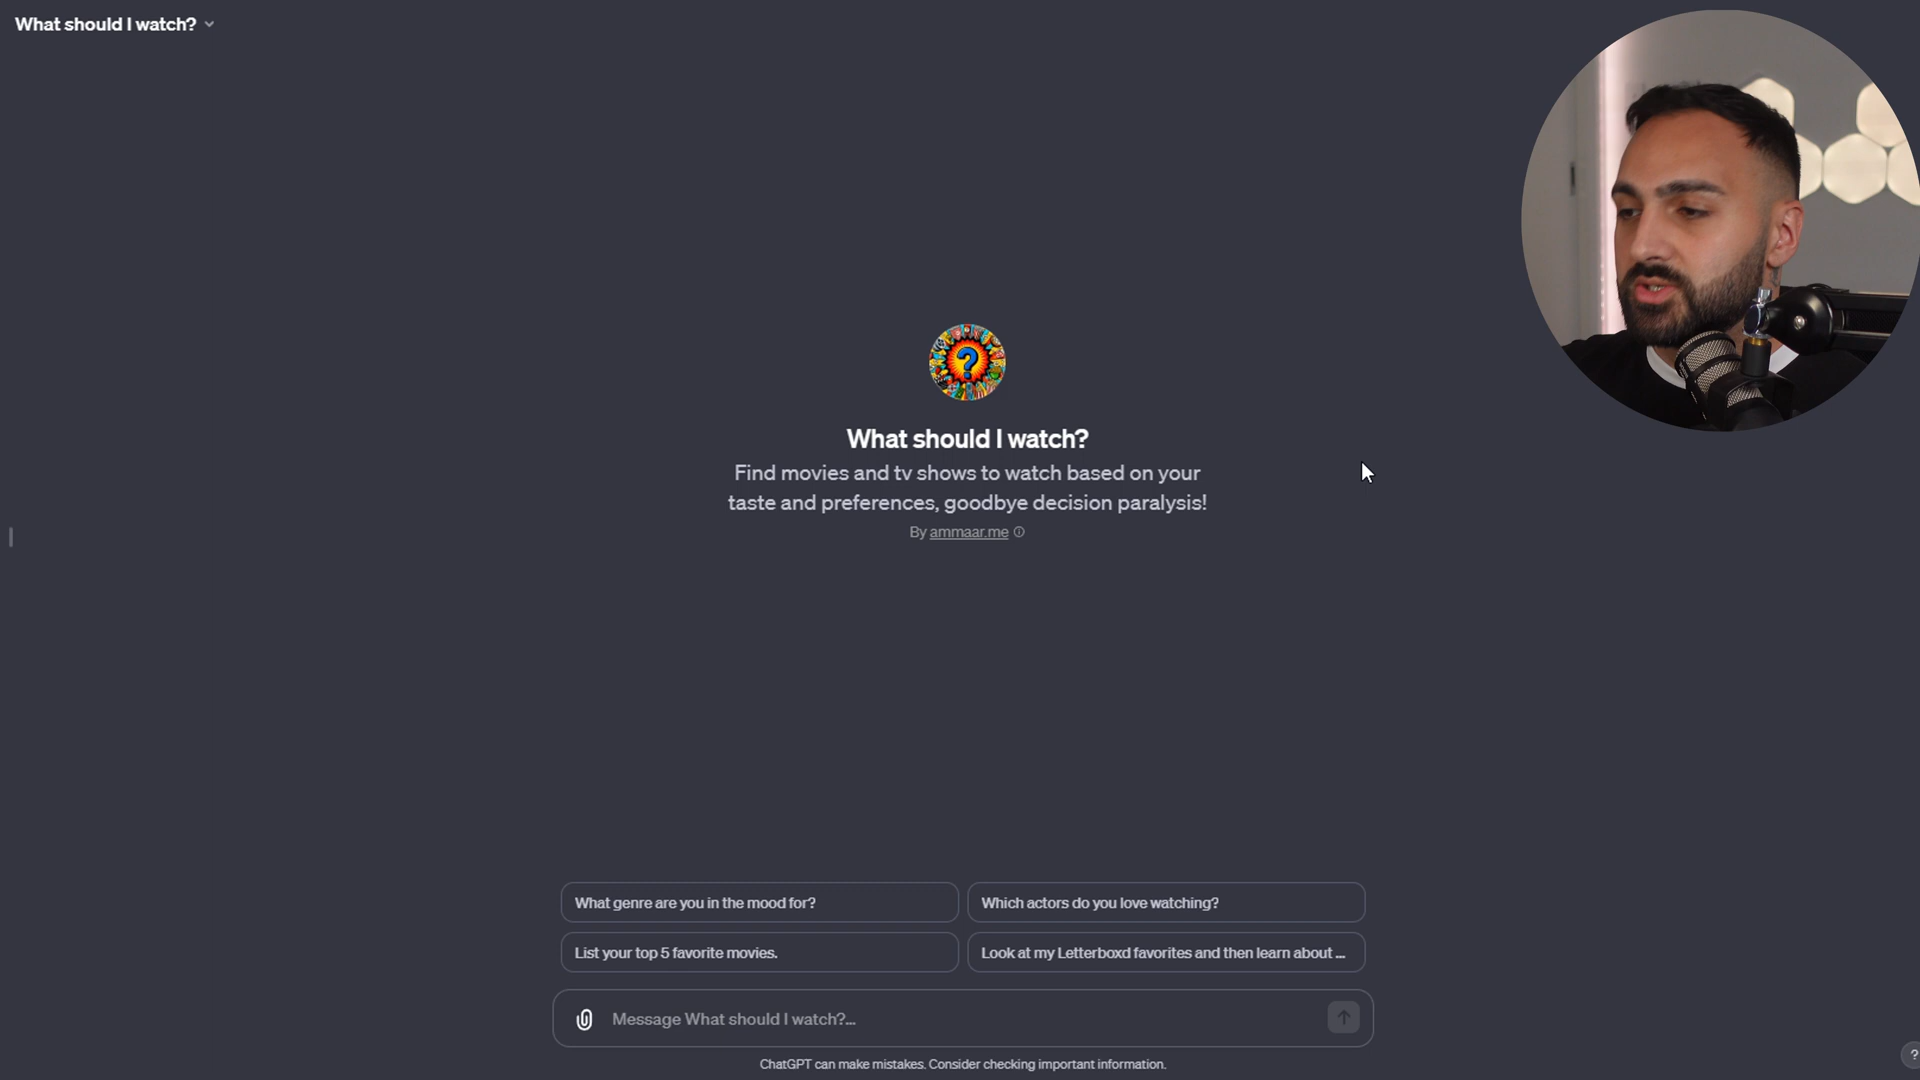 What should I watch?
?
What should I watch?
Find movies and tv shows to watch based on your
taste and preferences, goodbye decision paralysis!
By ammaar.me
What genre are you in the mood for?
Which actors do you love watching?
List your top 5 favorite movies.
Look at my Letterboxd favorites and then learn about ...
Message What should I watch?...
ChatGPT can make mistakes. Consider checking important information.
?